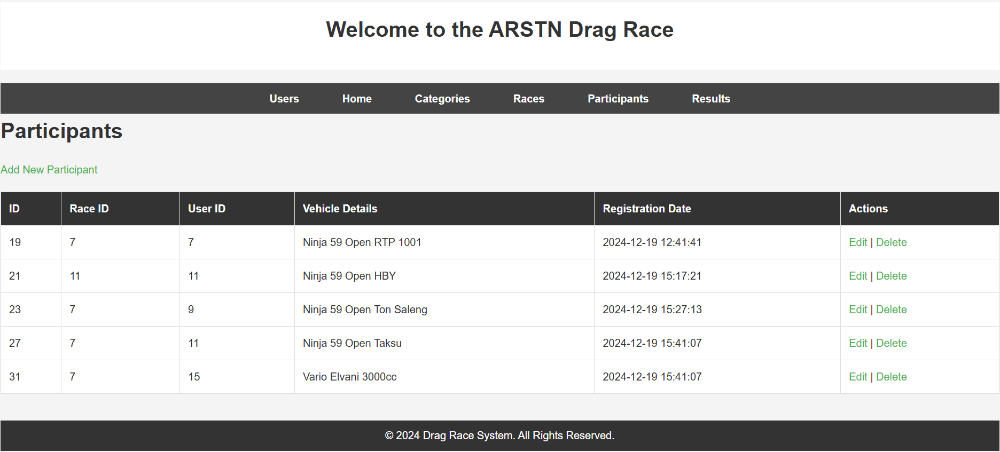 Welcome to the ARSTN Drag Race
Users Home Categories Races Participants Results
Participants
Add New Participant
ID Race ID User ID Vehicle Details Registration Date Actions
19 7 7 Ninja 59 Open RTP 1001 2024-12-19 12:41:41 Edit | Delete
21 11 11 Ninja 59 Open HBY 2024-12-19 15:17:21 Edit | Delete
23 7 9 Ninja 59 Open Ton Saleng 2024-12-19 15:27:13 Edit | Delete
27 7 11 Ninja 59 Open Taksu 2024-12-19 15:41:07 Edit | Delete
31 7 15 Vario Elvani 3000cc 2024-12-19 15:41:07 Edit | Delete
© 2024 Drag Race System. All Rights Reserved.